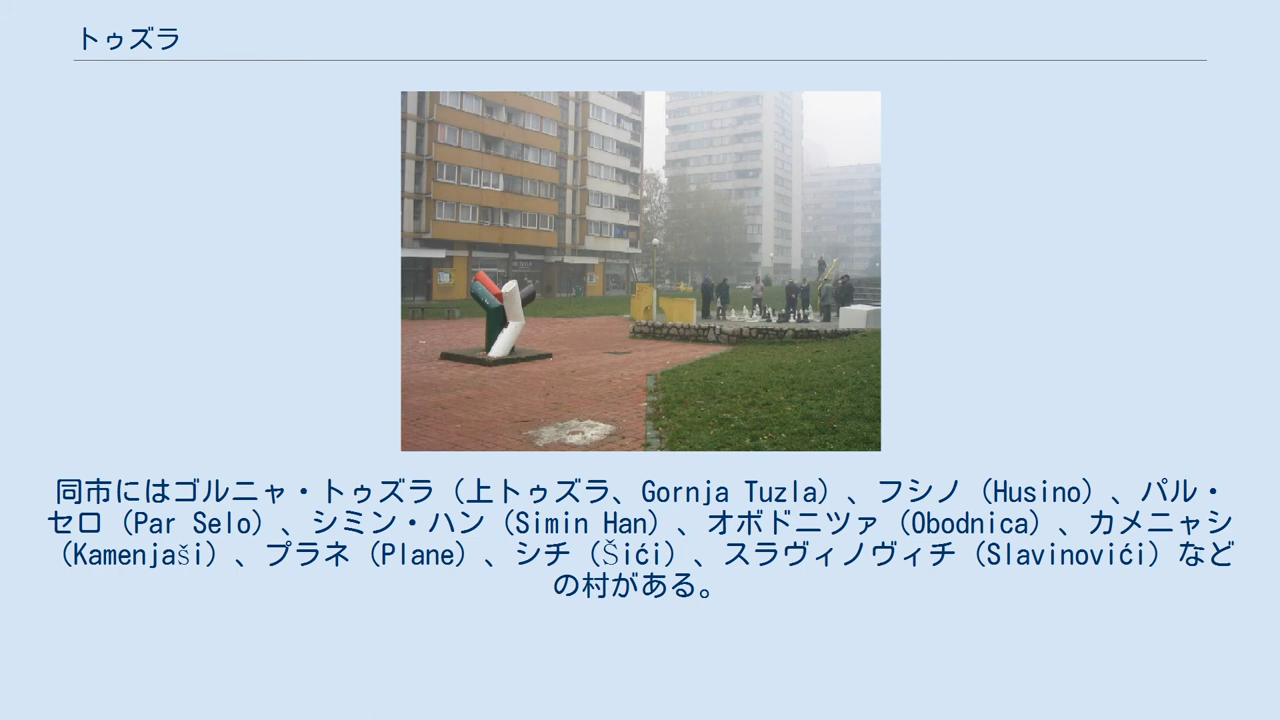 トゥズラ
同市にはゴルニャ・トゥズラ（上トゥズラ、Gornja Tuzla）、フシノ（Husino）、パル・
セロ（Par Selo）、シミン・ハン（Simin Han）、オボドニツァ（Obodnica）、カメニャシ
（Kamenjaši）、プラネ（Plane）、シチ（Šići）、スラヴィノヴィチ（Slavinovići）など
の村がある。